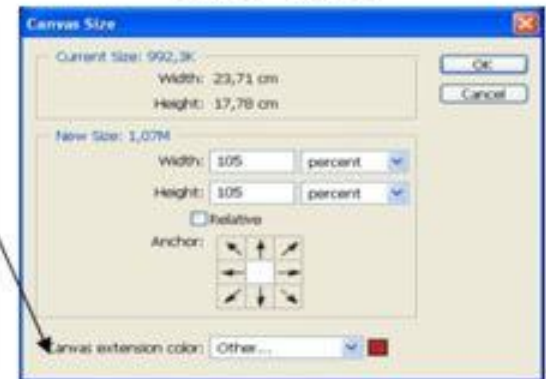 Canvas Size
Current Size: 992,3K
Width: 23,71 cm
Height: 17,78 cm
OK
Cancel
New Size: 1,07M
Width: 105 percent
Height: 105 percent
Relative
Anchor:
Canvas extension color: Other...